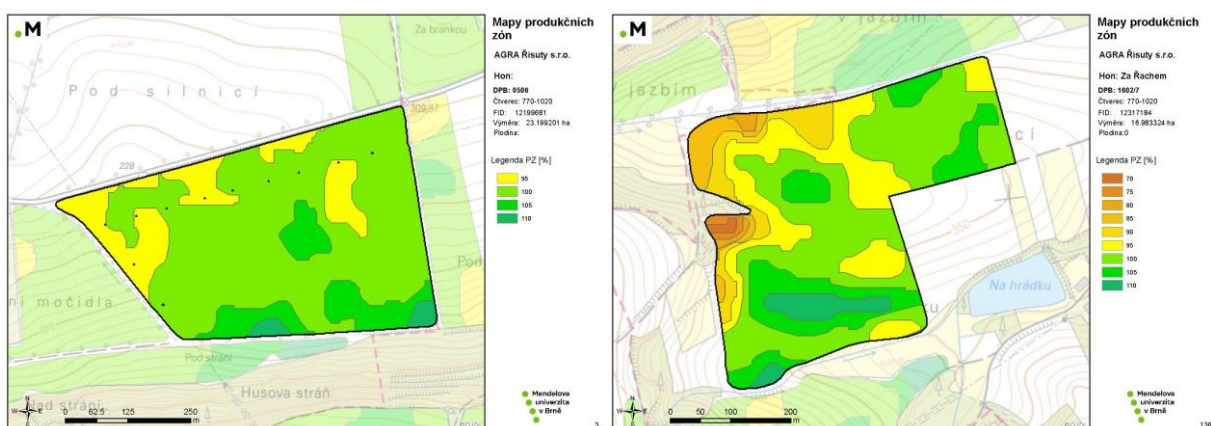 M
Mapy produkčních
zón
AGRA Řisuty s.r.o.
Hon:
DPB: 0506
Čtverec: 770-1020
FID: 12199681
Výměra: 23.199201 ha
Plodina:
Legenda PZ [%]
95
100
105
110
Za brankou
Pod silnicí
309,87
228
Pod
ní močidla
Pod strání
Husova stráň
Nad strání
N
W E
S
0 62.5 125 250
m
Mendelova
univerzita
v Brně
3
M
Mapy produkčních
zón
AGRA Řisuty s.r.o.
Hon: Za Řachem
DPB: 1602/7
Čtverec: 770-1020
FID: 12317184
Výměra: 16.983324 ha
Plodina:0
Legenda PZ [%]
70
75
80
85
90
95
100
105
110
V jazbím
V jazbím
cí
350
Na hrádku
N
W E
S
0 50 100 200
m
Mendelova
univerzita
v Brně